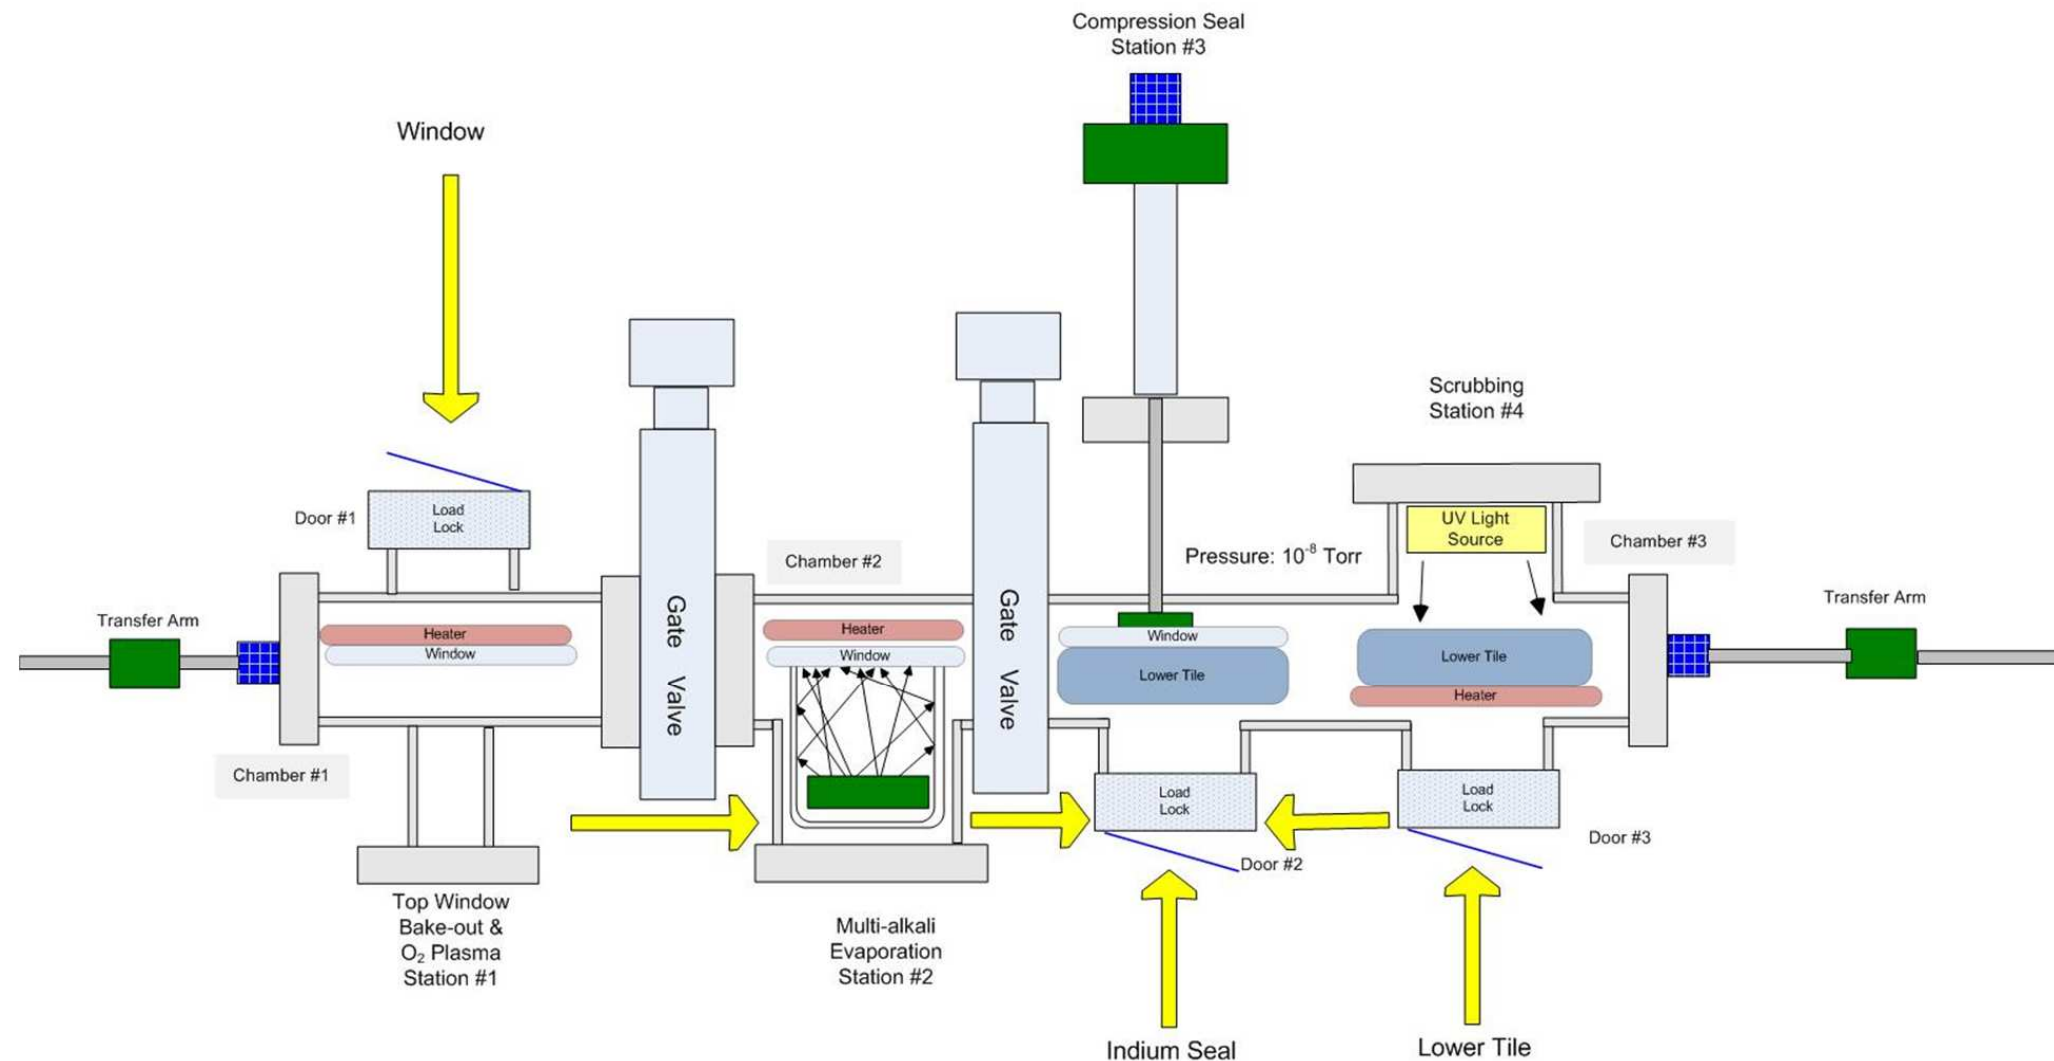 Compression Seal
Station #3
Window
Scrubbing
Station #4
Door #1
Load
Lock
UV Light
Source
Chamber #3
Chamber #2
Pressure: 10⁻⁸ Torr
Transfer Arm
Heater
Window
Gate Valve
Heater
Window
Gate Valve
Window
Lower Tile
Lower Tile
Heater
Transfer Arm
Chamber #1
Load
Lock
Load
Lock
Door #3
Door #2
Top Window
Bake-out &
O₂ Plasma
Station #1
Multi-alkali
Evaporation
Station #2
Indium Seal
Lower Tile